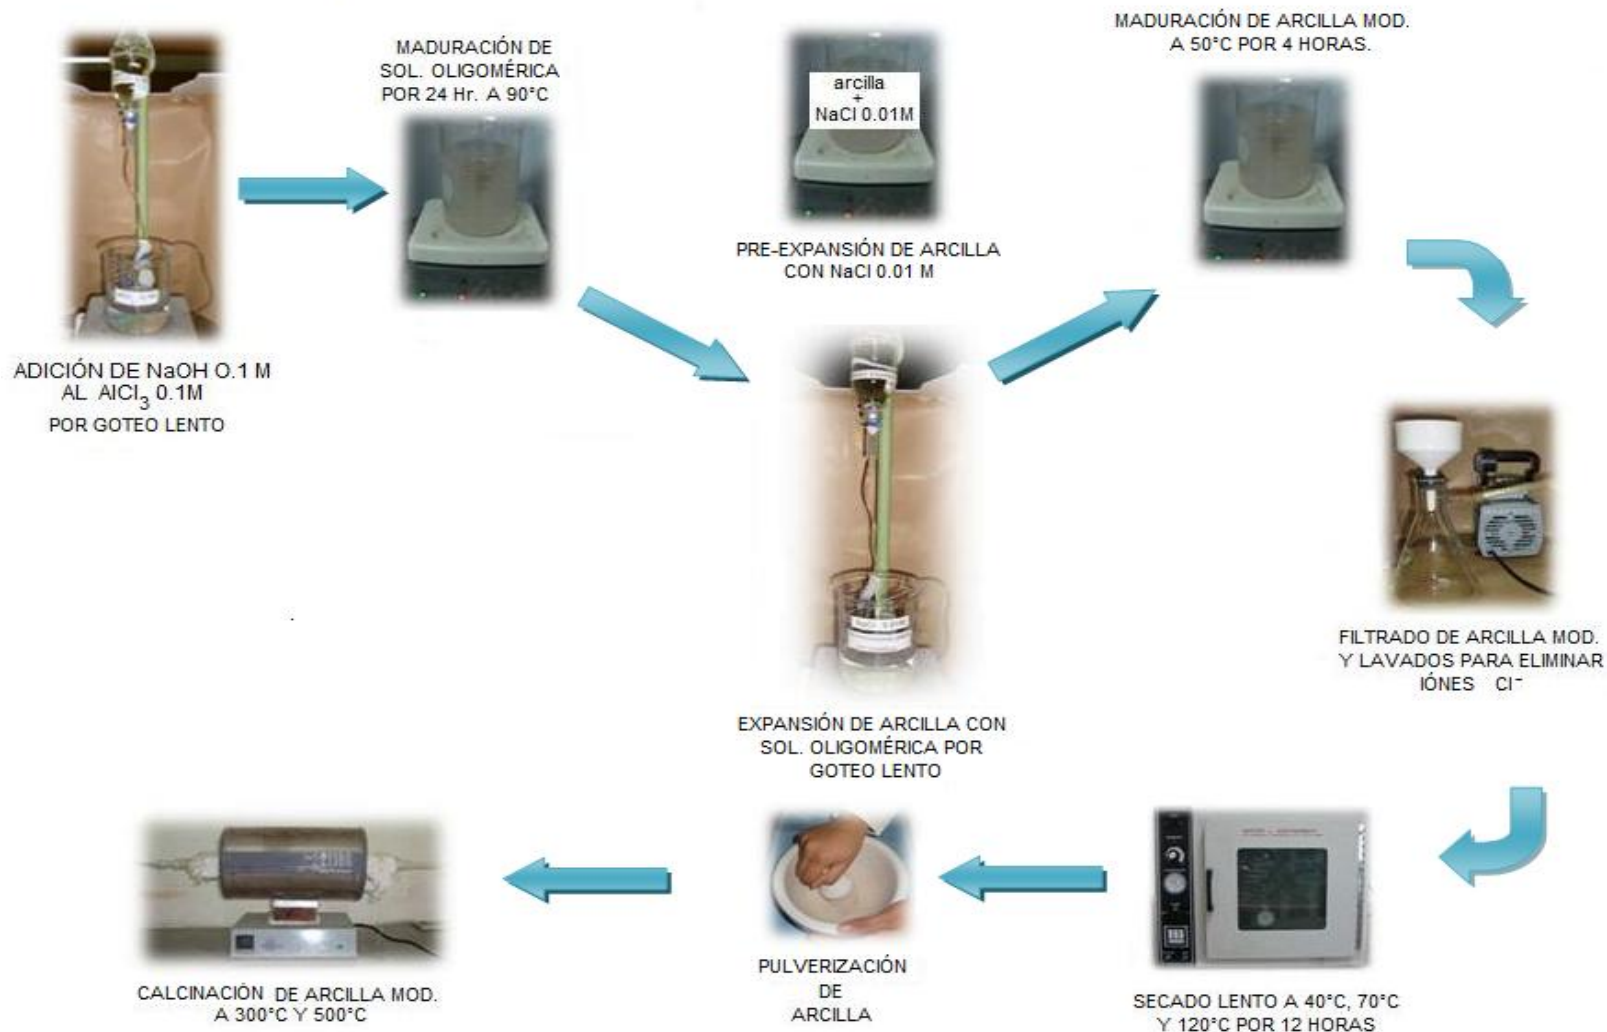 ADICIÓN DE NaOH O.1 M
AL AlCl3 0.1M
POR GOTEO LENTO
MADURACIÓN DE
SOL. OLIGOMÉRICA
POR 24 Hr. A 90°C
arcilla
+
NaCl 0.01M
PRE-EXPANSIÓN DE ARCILLA
CON NaCl 0.01 M
EXPANSIÓN DE ARCILLA CON
SOL. OLIGOMÉRICA POR
GOTEO LENTO
MADURACIÓN DE ARCILLA MOD.
A 50°C POR 4 HORAS.
FILTRADO DE ARCILLA MOD.
Y LAVADOS PARA ELIMINAR
IÓNES Cl⁻
SECADO LENTO A 40°C, 70°C
Y 120°C POR 12 HORAS
PULVERIZACIÓN
DE
ARCILLA
CALCINACIÓN DE ARCILLA MOD.
A 300°C Y 500°C